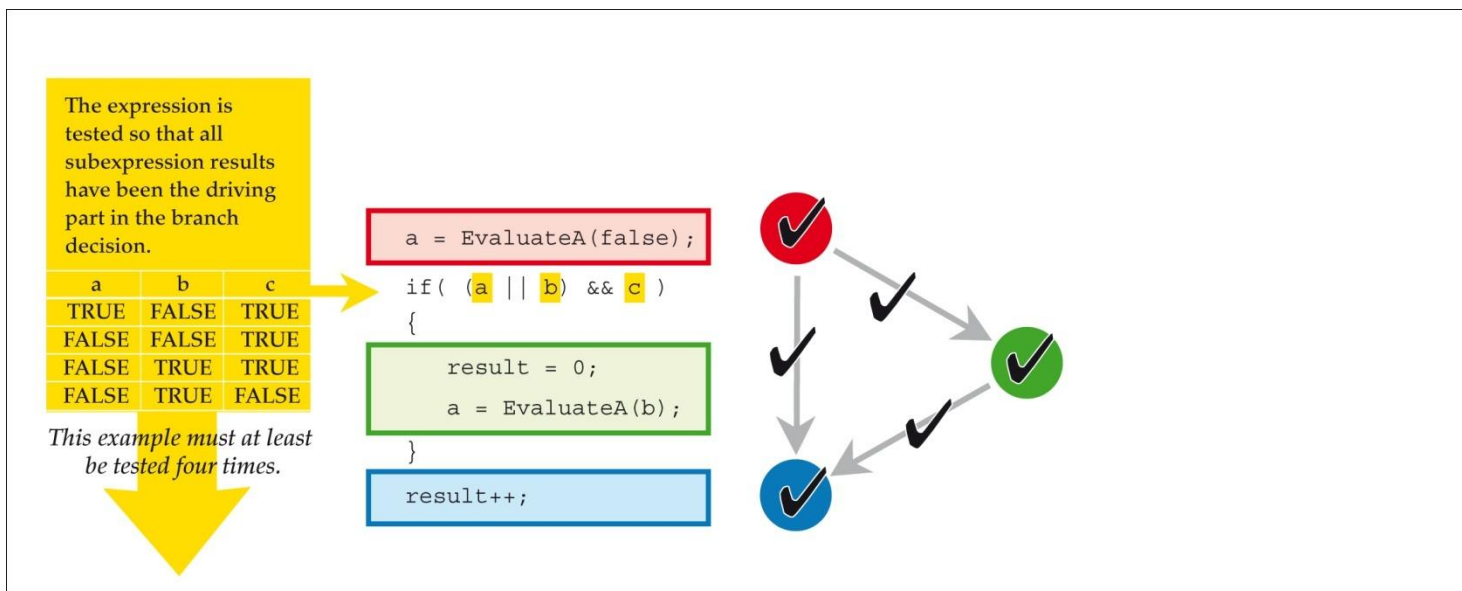 The expression is
tested so that all
subexpression results
have been the driving
part in the branch
decision.
a b c
TRUE FALSE TRUE
FALSE FALSE TRUE
FALSE TRUE TRUE
FALSE TRUE FALSE
This example must at least
be tested four times.
a = EvaluateA(false);
if( (a || b) && c )
{
result = 0;
a = EvaluateA(b);
}
result++;